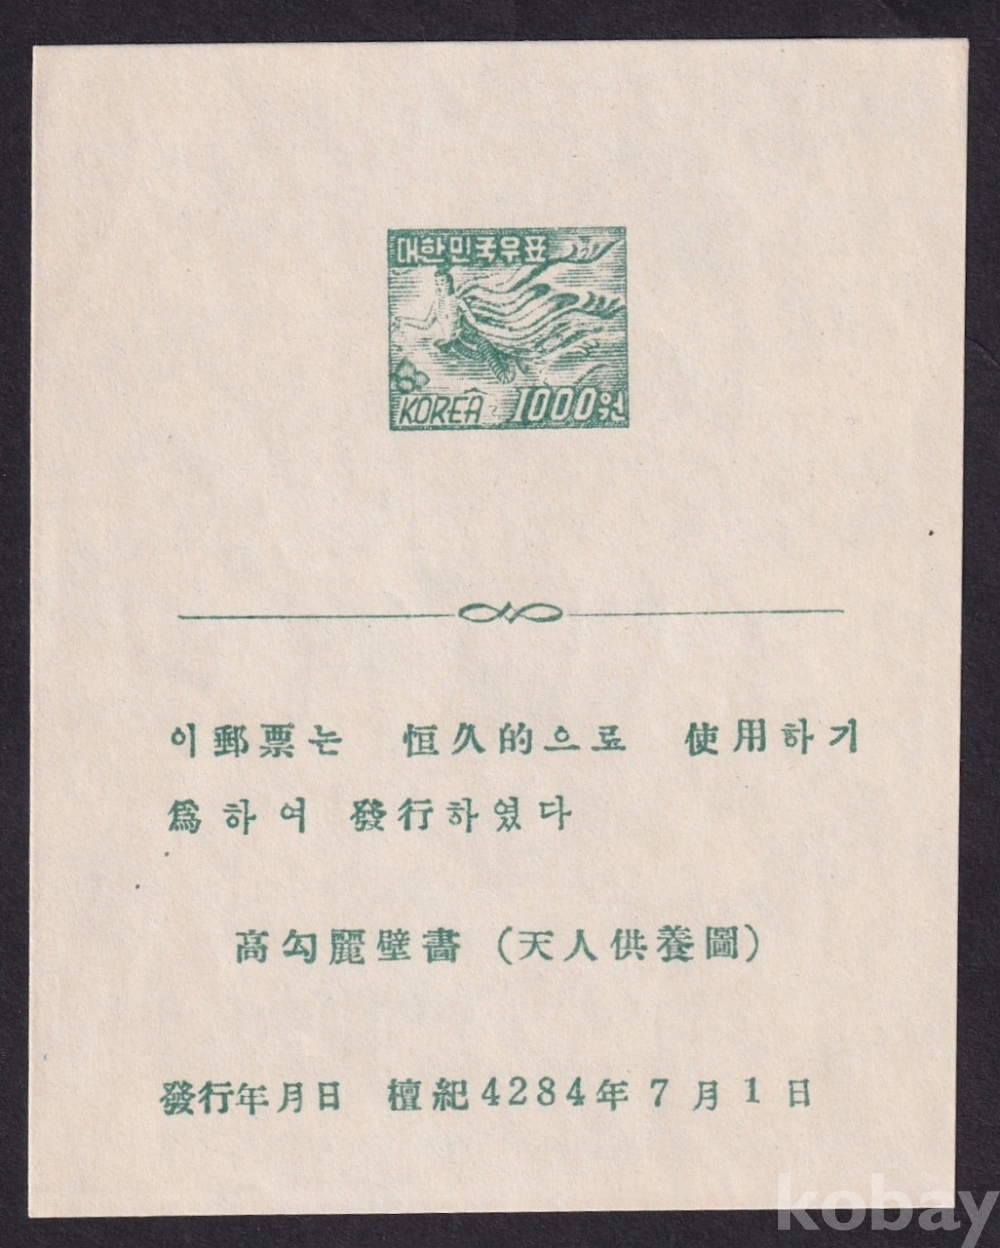 대한민국우표
KOREA 1000원
이郵票는 恒久的으로 使用하기
爲하여 發行하였다
高勾麗壁畵 (天人供養圖)
發行年月日 檀紀4284年 7月 1日
kobay